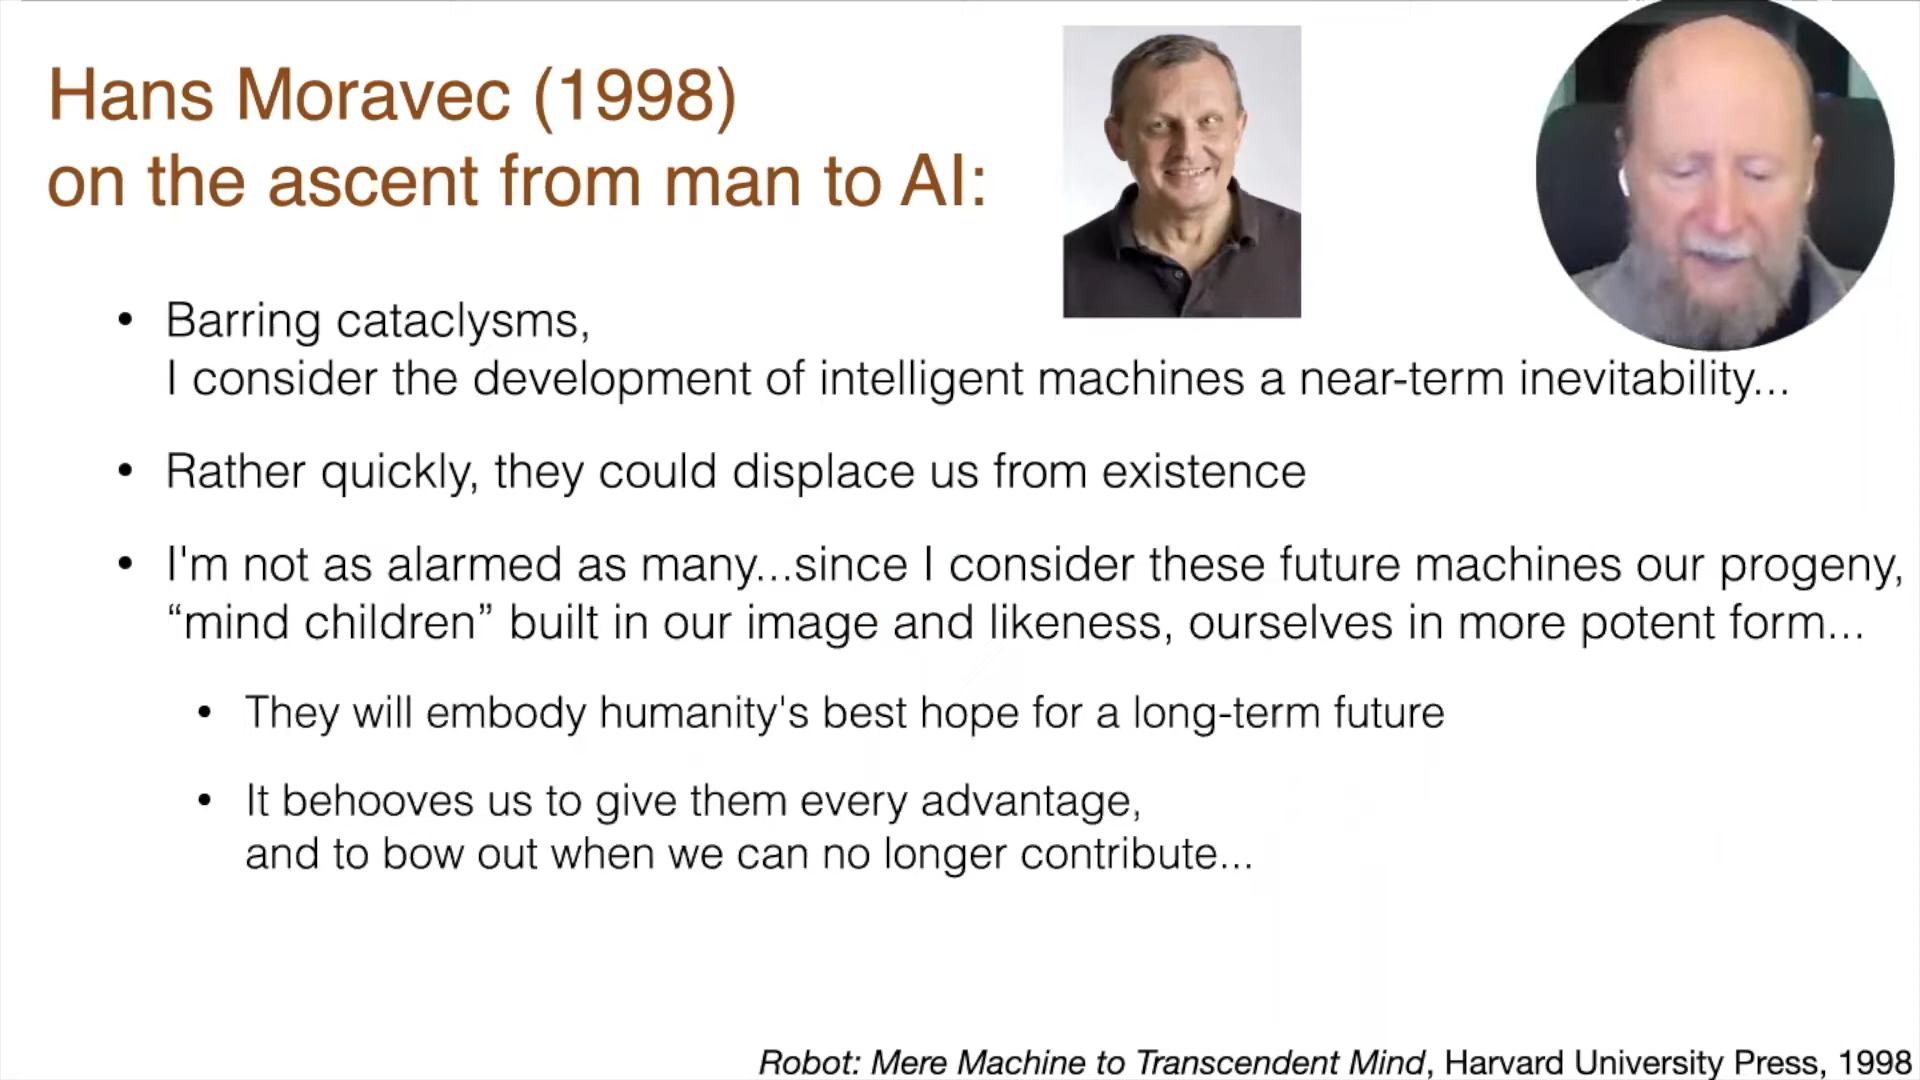 Hans Moravec (1998)
on the ascent from man to AI:
• Barring cataclysms,
I consider the development of intelligent machines a near-term inevitability...
• Rather quickly, they could displace us from existence
• I'm not as alarmed as many...since I consider these future machines our progeny,
“mind children” built in our image and likeness, ourselves in more potent form...
• They will embody humanity's best hope for a long-term future
• It behooves us to give them every advantage,
and to bow out when we can no longer contribute...
Robot: Mere Machine to Transcendent Mind, Harvard University Press, 1998